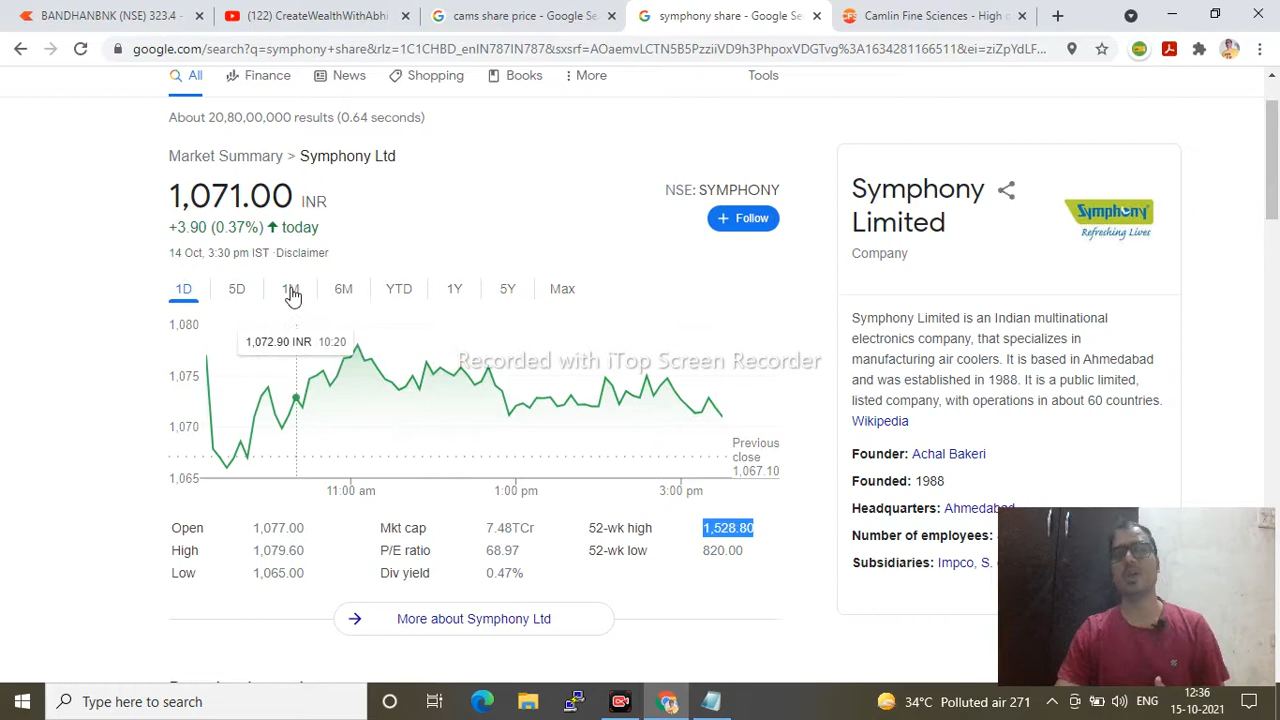 BANDHANBNK (NSE) 323.4 -
(122) CreateWealthWithAbhi
cams share price - Google Se
symphony share - Google Se
Camlin Fine Sciences - High
google.com/search?q=symphony+share&rlz=1C1CHBD_enIN787IN787&sxsrf=AOaemvLCTN5B5PzziiVD9h3PhpoxVDGTvg%3A1634281166511&ei=ziZpYdLF...
All
Finance
News
Shopping
Books
More
Tools
About 20,80,00,000 results (0.64 seconds)
Market Summary > Symphony Ltd
1,071.00 INR
NSE: SYMPHONY
+3.90 (0.37%) today
+ Follow
14 Oct, 3:30 pm IST ·Disclaimer
1D 5D 1M 6M YTD 1Y 5Y Max
1,072.90 INR 10:20
1,080
1,075
1,070
1,065
Previous
close
1,067.10
11:00 am 1:00 pm 3:00 pm
Open 1,077.00 Mkt cap 7.48TCr 52-wk high 1,528.80
High 1,079.60 P/E ratio 68.97 52-wk low 820.00
Low 1,065.00 Div yield 0.47%
More about Symphony Ltd
Recorded with iTop Screen Recorder
Symphony
Limited
Company
Symphony
Refreshing Lives
Symphony Limited is an Indian multinational
electronics company, that specializes in
manufacturing air coolers. It is based in Ahmedabad
and was established in 1988. It is a public limited,
listed company, with operations in about 60 countries.
Wikipedia
Founder: Achal Bakeri
Founded: 1988
Headquarters: Ahmedabad
Number of employees:
Subsidiaries: Impco, S.
Type here to search
34°C Polluted air 271
ENG
12:36
15-10-2021